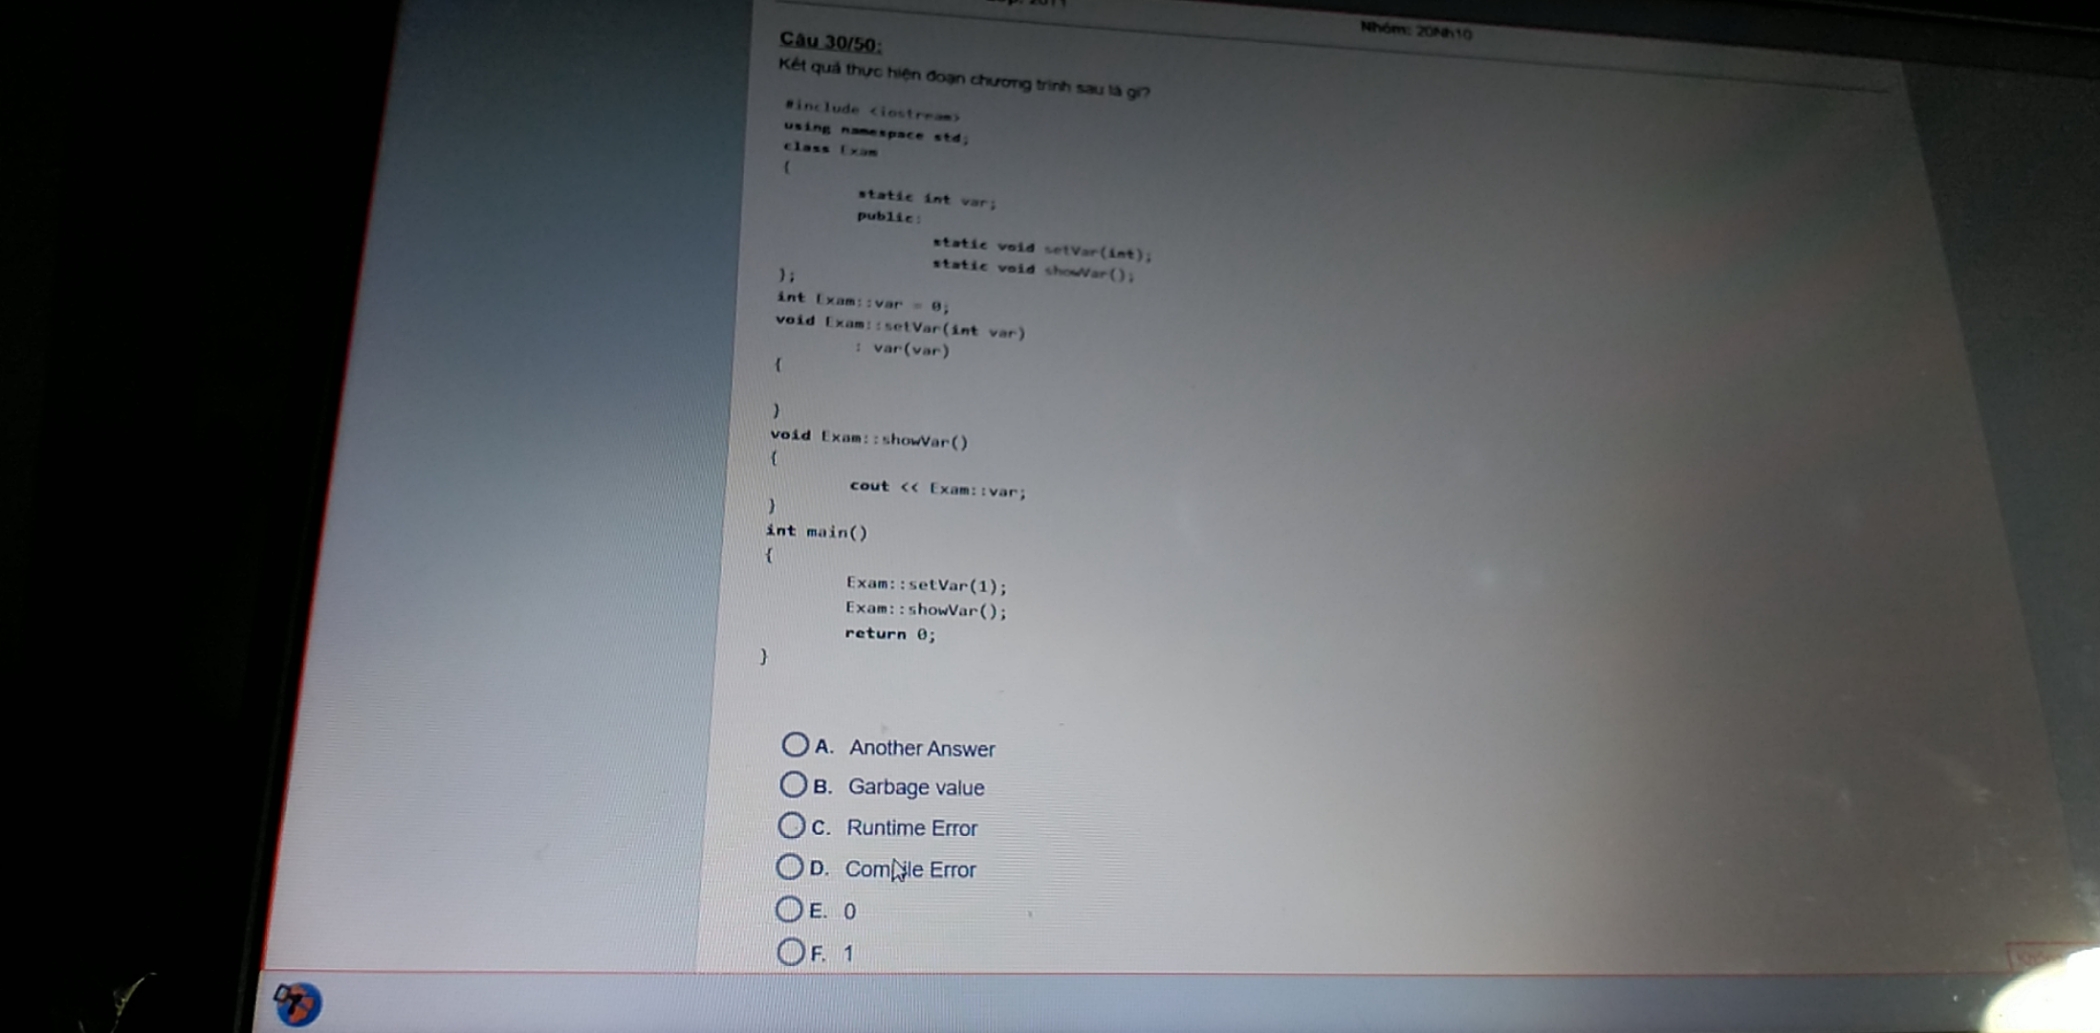 Nhóm: 20Nh10
Câu 30/50:
Kết quả thực hiện đoạn chương trình sau là gì?
#include <iostream>
using namespace std;
class Exam
{
static int var;
public:
static void setVar(int);
static void showVar();
};
int Exam::var = 0;
void Exam::setVar(int var)
: var(var)
{
}
void Exam::showVar()
{
cout << Exam::var;
}
int main()
{
Exam::setVar(1);
Exam::showVar();
return 0;
}
A. Another Answer
B. Garbage value
C. Runtime Error
D. Compile Error
E. 0
F. 1